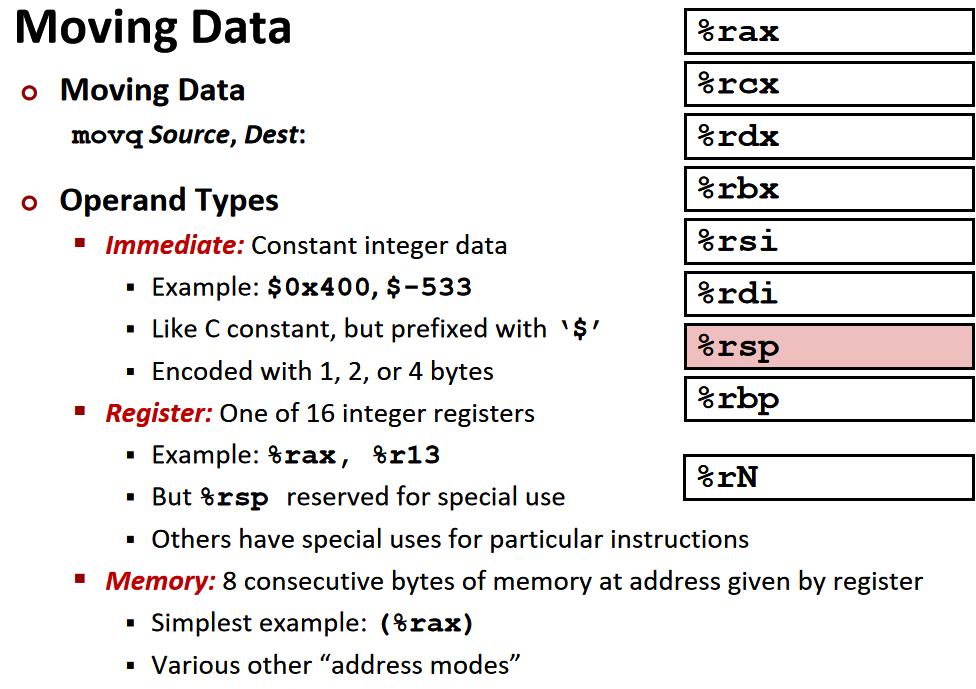 Moving Data
Moving Data
movq Source, Dest:
Operand Types
Immediate: Constant integer data
Example: $0x400, $-533
Like C constant, but prefixed with ‘$’
Encoded with 1, 2, or 4 bytes
Register: One of 16 integer registers
Example: %rax, %r13
But %rsp reserved for special use
Others have special uses for particular instructions
Memory: 8 consecutive bytes of memory at address given by register
Simplest example: (%rax)
Various other “address modes”
%rax
%rcx
%rdx
%rbx
%rsi
%rdi
%rsp
%rbp
%rN